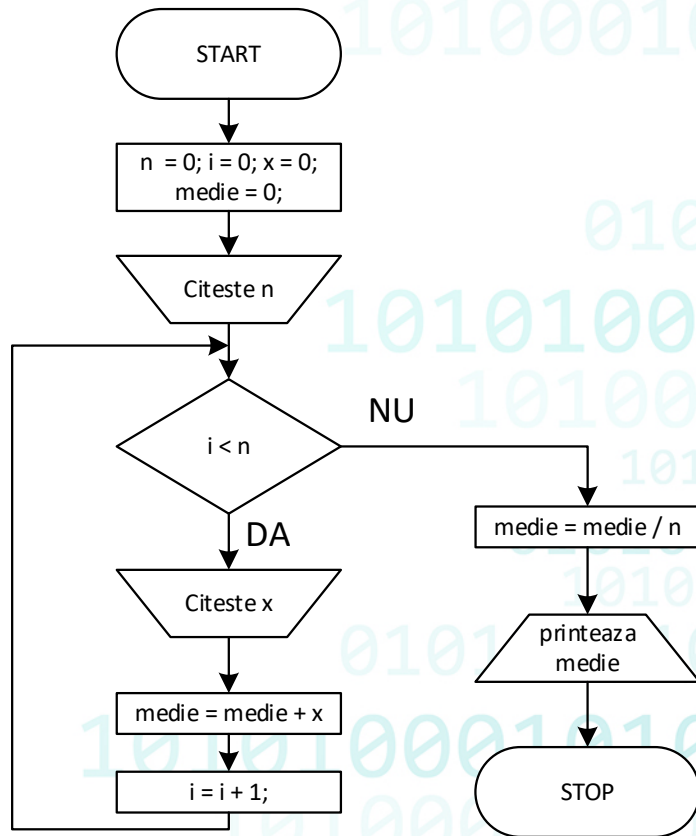 START
n = 0; i = 0; x = 0;
medie = 0;
Citeste n
i < n
NU
DA
Citeste x
medie = medie + x
i = i + 1;
medie = medie / n
printeaza
medie
STOP